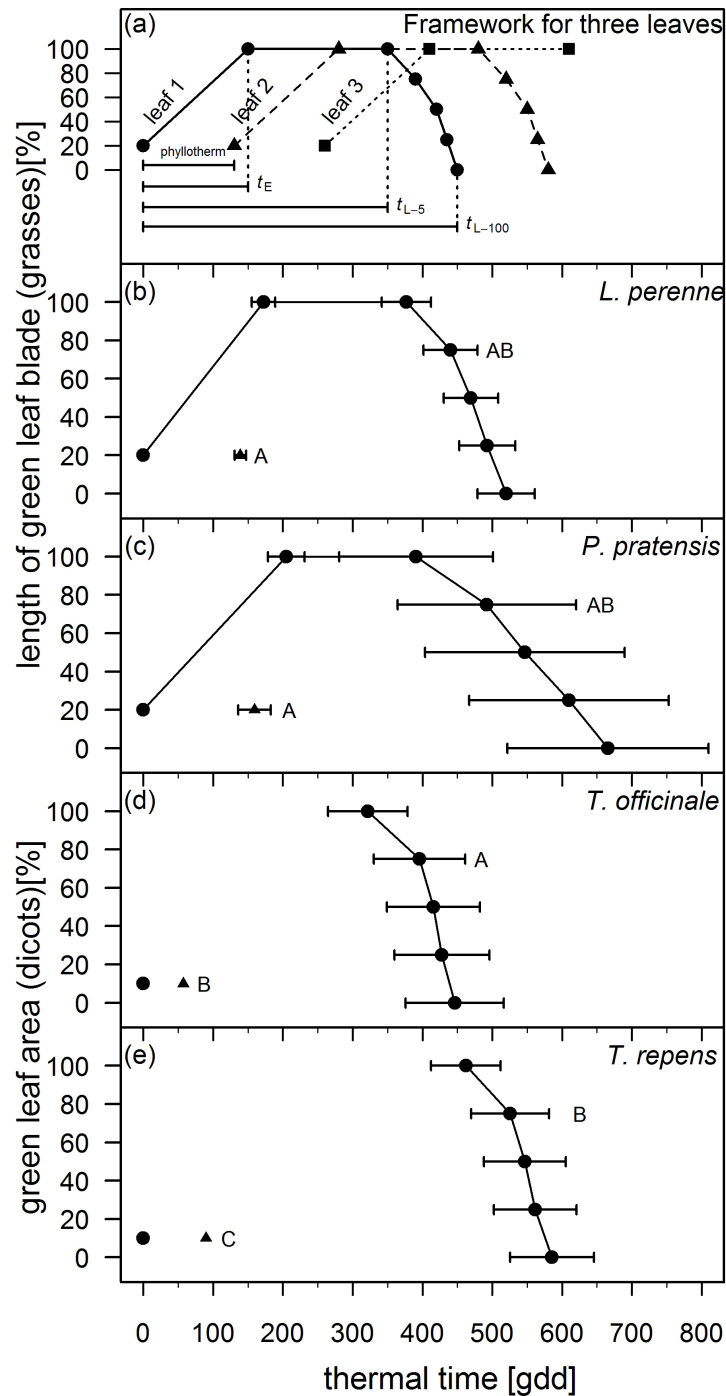 (a) Framework for three leaves
100
80
60
40
20
0
leaf 1
leaf 2
leaf 3
phyllotherm
tE
tL−5
tL−100
length of green leaf blade (grasses)[%]
(b) L. perenne
100
80
60
40
20
0
AB
A
(c) P. pratensis
100
80
60
40
20
0
AB
A
green leaf area (dicots)[%]
(d) T. officinale
100
80
60
40
20
0
A
B
(e) T. repens
100
80
60
40
20
0
B
C
0 100 200 300 400 500 600 700 800
thermal time [gdd]